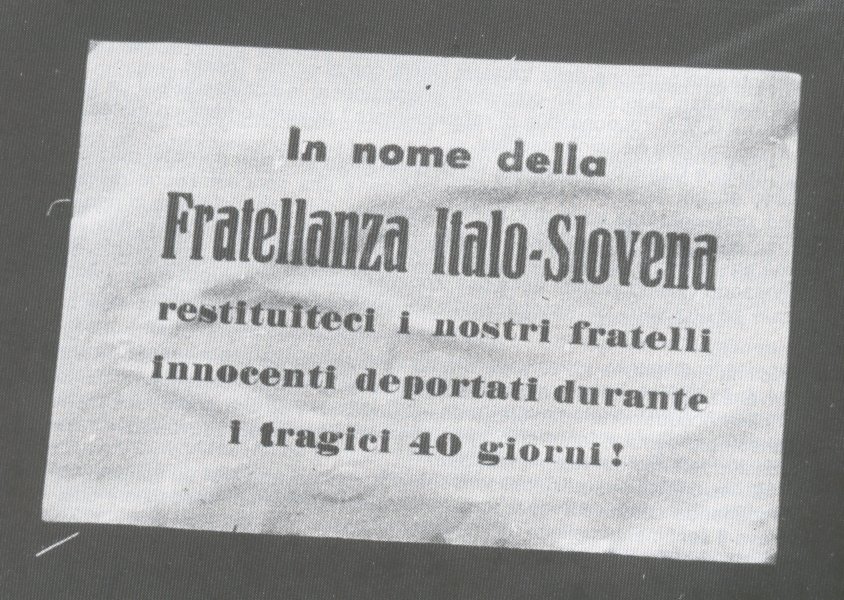 In nome della
Fratellanza Italo-Slovena
restituiteci i nostri fratelli
innocenti deportati durante
i tragici 40 giorni!